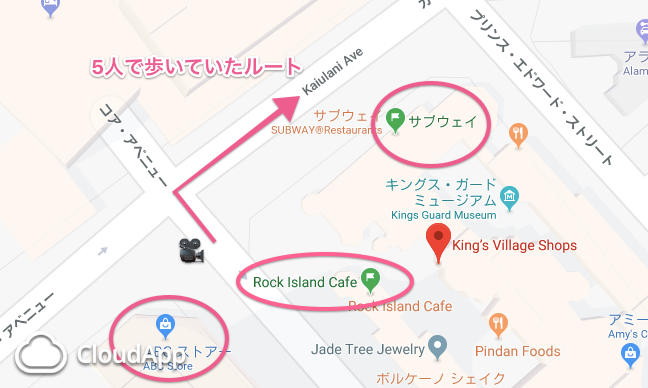 5人で歩いていたルート
Kaiulani Ave
プリンス・エドワード・ストリート
アラ
Alam
コア・アベニュー
サブウェイ
SUBWAY®Restaurants
サブウェイ
キングス・ガード
ミュージアム
Kings Guard Museum
King's Village Shops
Rock Island Cafe
Rock Island Cafe
アベニュー
ストアー
CloudApp
Jade Tree Jewelry
Pindan Foods
アミー
Amy's C
ボルケーノ シェイク